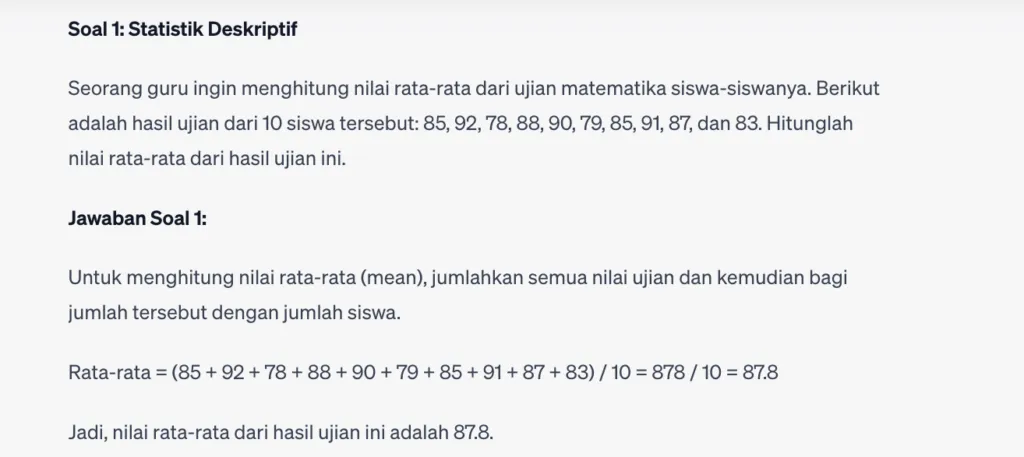 Soal 1: Statistik Deskriptif
Seorang guru ingin menghitung nilai rata-rata dari ujian matematika siswa-siswanya. Berikut
adalah hasil ujian dari 10 siswa tersebut: 85, 92, 78, 88, 90, 79, 85, 91, 87, dan 83. Hitunglah
nilai rata-rata dari hasil ujian ini.
Jawaban Soal 1:
Untuk menghitung nilai rata-rata (mean), jumlahkan semua nilai ujian dan kemudian bagi
jumlah tersebut dengan jumlah siswa.
Rata-rata = (85 + 92 + 78 + 88 + 90 + 79 + 85 + 91 + 87 + 83) / 10 = 878 / 10 = 87.8
Jadi, nilai rata-rata dari hasil ujian ini adalah 87.8.